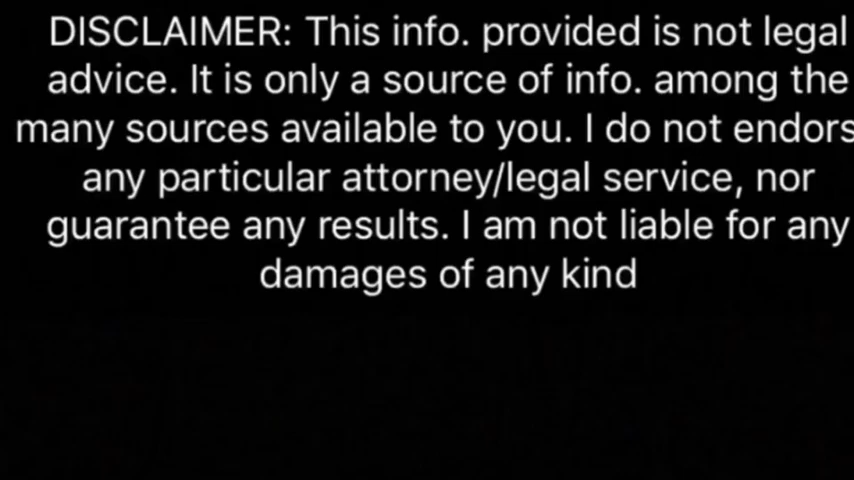 DISCLAIMER: This info. provided is not legal
advice. It is only a source of info. among the
many sources available to you. I do not endors
any particular attorney/legal service, nor
guarantee any results. I am not liable for any
damages of any kind